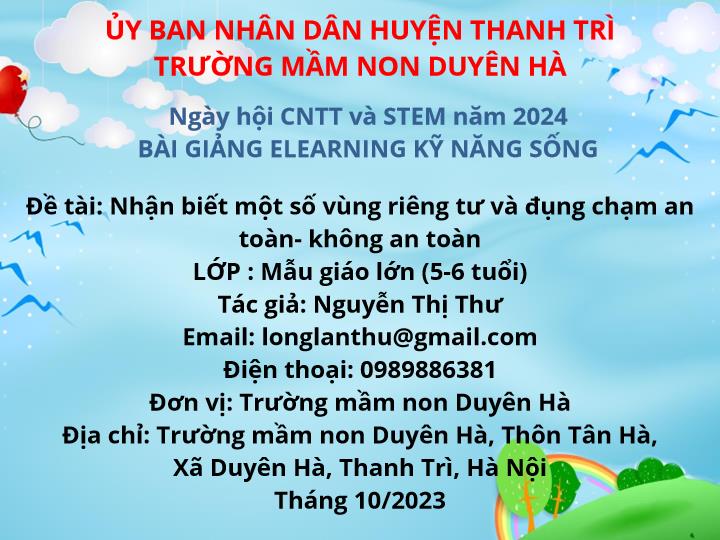 ỦY BAN NHÂN DÂN HUYỆN THANH TRÌ
TRƯỜNG MẦM NON DUYÊN HÀ
Ngày hội CNTT và STEM năm 2024
BÀI GIẢNG ELEARNING KỸ NĂNG SỐNG
Đề tài: Nhận biết một số vùng riêng tư và đụng chạm an
toàn- không an toàn
LỚP : Mẫu giáo lớn (5-6 tuổi)
Tác giả: Nguyễn Thị Thư
Email: longlanthu@gmail.com
Điện thoại: 0989886381
Đơn vị: Trường mầm non Duyên Hà
Địa chỉ: Trường mầm non Duyên Hà, Thôn Tân Hà,
Xã Duyên Hà, Thanh Trì, Hà Nội
Tháng 10/2023